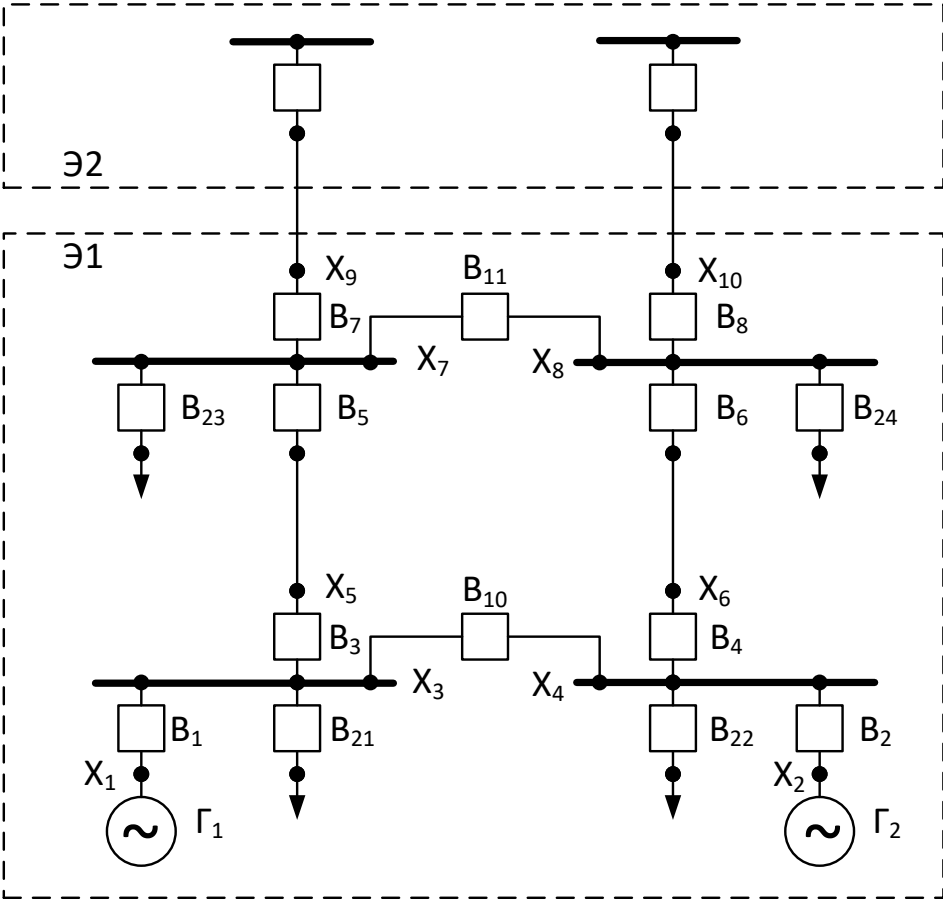 Э2
Э1
X₉
B₁₁
X₁₀
B₇
B₈
X₇
X₈
B₂₃
B₅
B₆
B₂₄
X₅
B₁₀
X₆
B₃
B₄
X₃
X₄
B₁
B₂₁
B₂₂
B₂
X₁
X₂
Г₁
Г₂